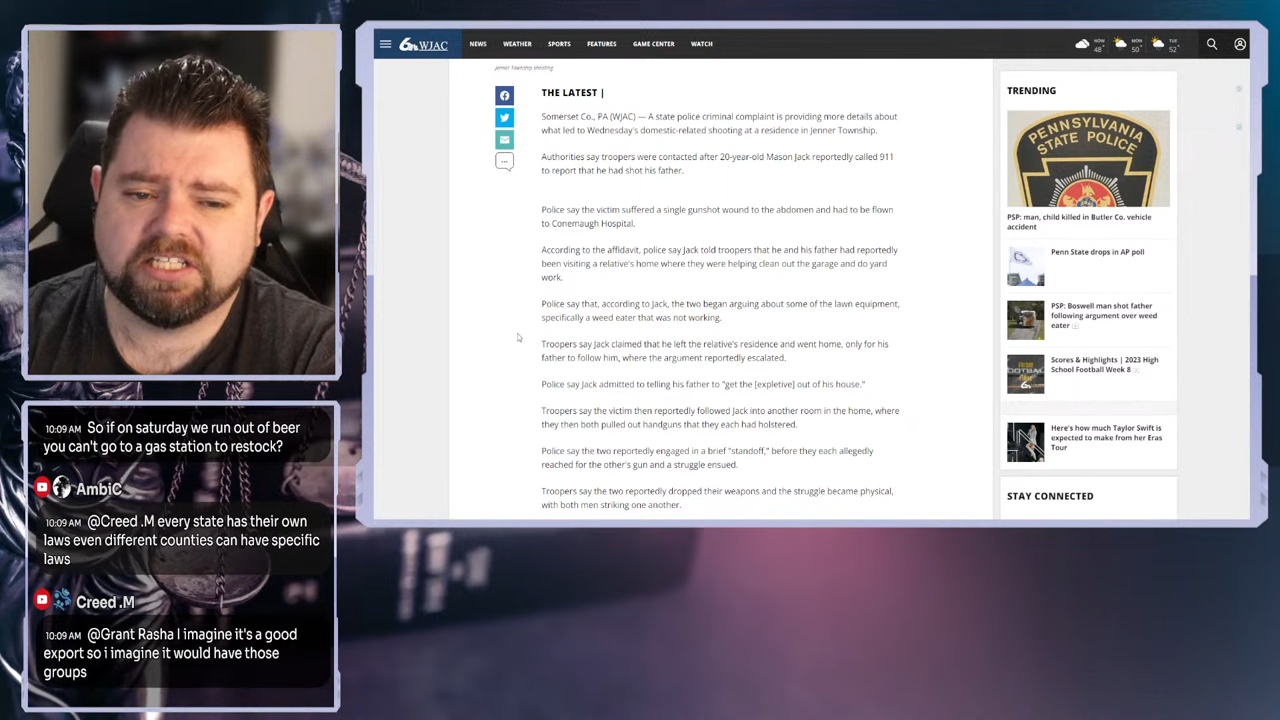 6 WJAC
NEWS
WEATHER
SPORTS
FEATURES
GAME CENTER
WATCH
NOW
48°
MON
50°
TUE
52°
Jenner Township Shooting
THE LATEST |
Somerset Co., PA (WJAC) — A state police criminal complaint is providing more details about
what led to Wednesday's domestic-related shooting at a residence in Jenner Township.
Authorities say troopers were contacted after 20-year-old Mason Jack reportedly called 911
to report that he had shot his father.
Police say the victim suffered a single gunshot wound to the abdomen and had to be flown
to Conemaugh Hospital.
According to the affidavit, police say Jack told troopers that he and his father had reportedly
been visiting a relative's home where they were helping clean out the garage and do yard
work.
Police say that, according to Jack, the two began arguing about some of the lawn equipment,
specifically a weed eater that was not working.
Troopers say Jack claimed that he left the relative's residence and went home, only for his
father to follow him, where the argument reportedly escalated.
Police say Jack admitted to telling his father to "get the [expletive] out of his house."
Troopers say the victim then reportedly followed Jack into another room in the home, where
they then both pulled out handguns that they each had holstered.
Police say the two reportedly engaged in a brief "standoff," before they each allegedly
reached for the other's gun and a struggle ensued.
Troopers say the two reportedly dropped their weapons and the struggle became physical,
with both men striking one another.
TRENDING
PENNSYLVANIA
STATE POLICE
PSP: man, child killed in Butler Co. vehicle
accident
Penn State drops in AP poll
PSP: Boswell man shot father
following argument over weed
eater
Scores & Highlights | 2023 High
School Football Week 8
Here's how much Taylor Swift is
expected to make from her Eras
Tour
STAY CONNECTED
10:09 AM So if on saturday we run out of beer
you can't go to a gas station to restock?
AmbiC
10:09 AM @Creed .M every state has their own
laws even different counties can have specific
laws
Creed .M
10:09 AM @Grant Rasha I imagine it's a good
export so i imagine it would have those
groups